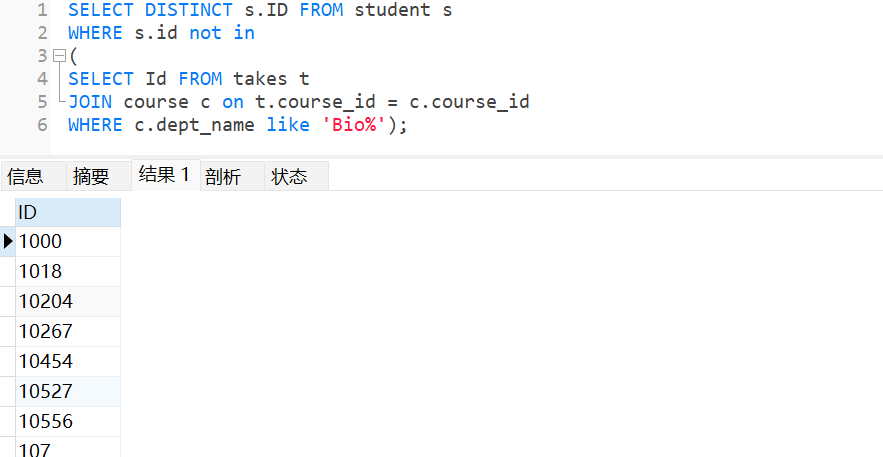 1 SELECT DISTINCT s.ID FROM student s
2 WHERE s.id not in
3 (
4 SELECT Id FROM takes t
5 JOIN course c on t.course_id = c.course_id
6 WHERE c.dept_name like 'Bio%');
信息 摘要 结果 1 剖析 状态
ID
1000
1018
10204
10267
10454
10527
10556
107